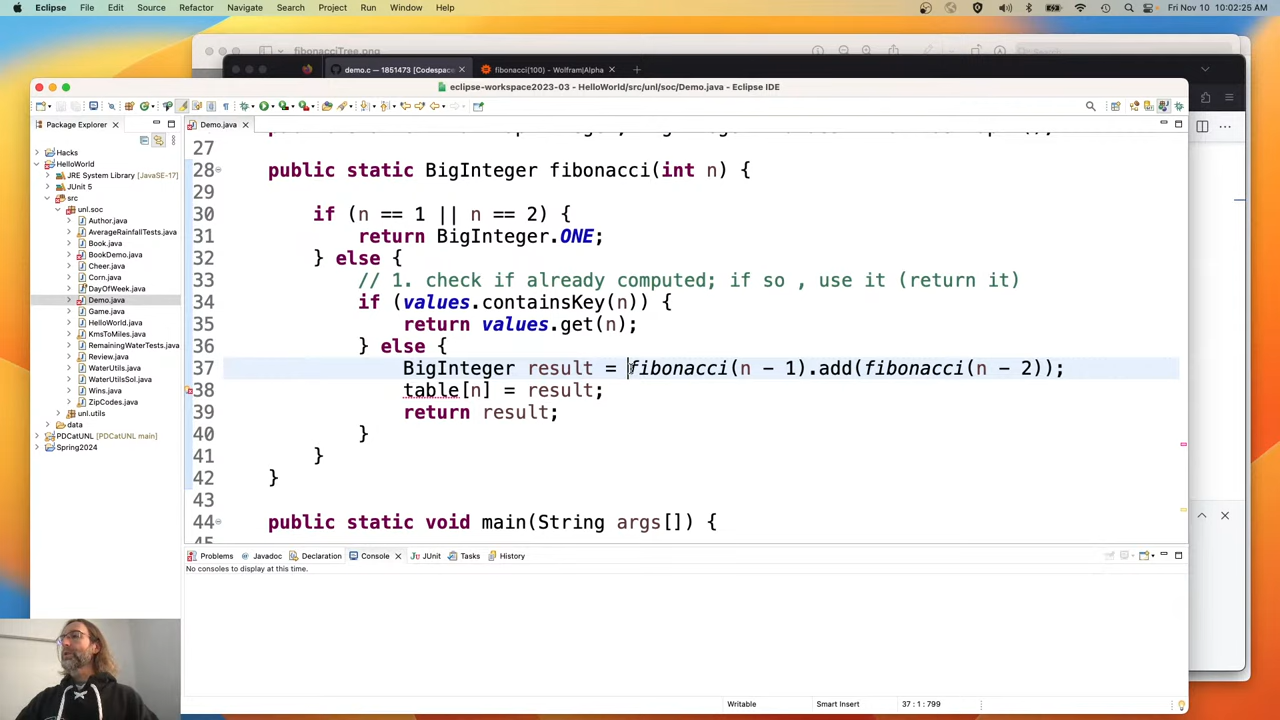 Eclipse File Edit Source Refactor Navigate Search Project Run Window Help Fri Nov 10 10:02:25 AM
fibonacciTree.png
demo.c — 1851473 [Codespace fibonacci(100) - Wolfram|Alpha
eclipse-workspace2023-03 - HelloWorld/src/unl/soc/Demo.java - Eclipse IDE
Package Explorer
Demo.java
Hacks
HelloWorld
JRE System Library [JavaSE-17]
JUnit 5
src
unl.soc
Author.java
AverageRainfallTests.java
Book.java
BookDemo.java
Cheer.java
Corn.java
DayOfWeek.java
Demo.java
Game.java
HelloWorld.java
KmsToMiles.java
RemainingWaterTests.java
Review.java
WaterUtils.java
WaterUtilsSol.java
Wins.java
ZipCodes.java
unl.utils
data
PDCatUNL [PDCatUNL main]
Spring2024
27
28 public static BigInteger fibonacci(int n) {
29
30 if (n == 1 || n == 2) {
31 return BigInteger.ONE;
32 } else {
33 // 1. check if already computed; if so , use it (return it)
34 if (values.containsKey(n)) {
35 return values.get(n);
36 } else {
37 BigInteger result = fibonacci(n - 1).add(fibonacci(n - 2));
38 table[n] = result;
39 return result;
40 }
41 }
42 }
44 public static void main(String args[]) {
Problems Javadoc Declaration Console JUnit Tasks History
No consoles to display at this time.
Writable Smart Insert 37 : 1 : 799